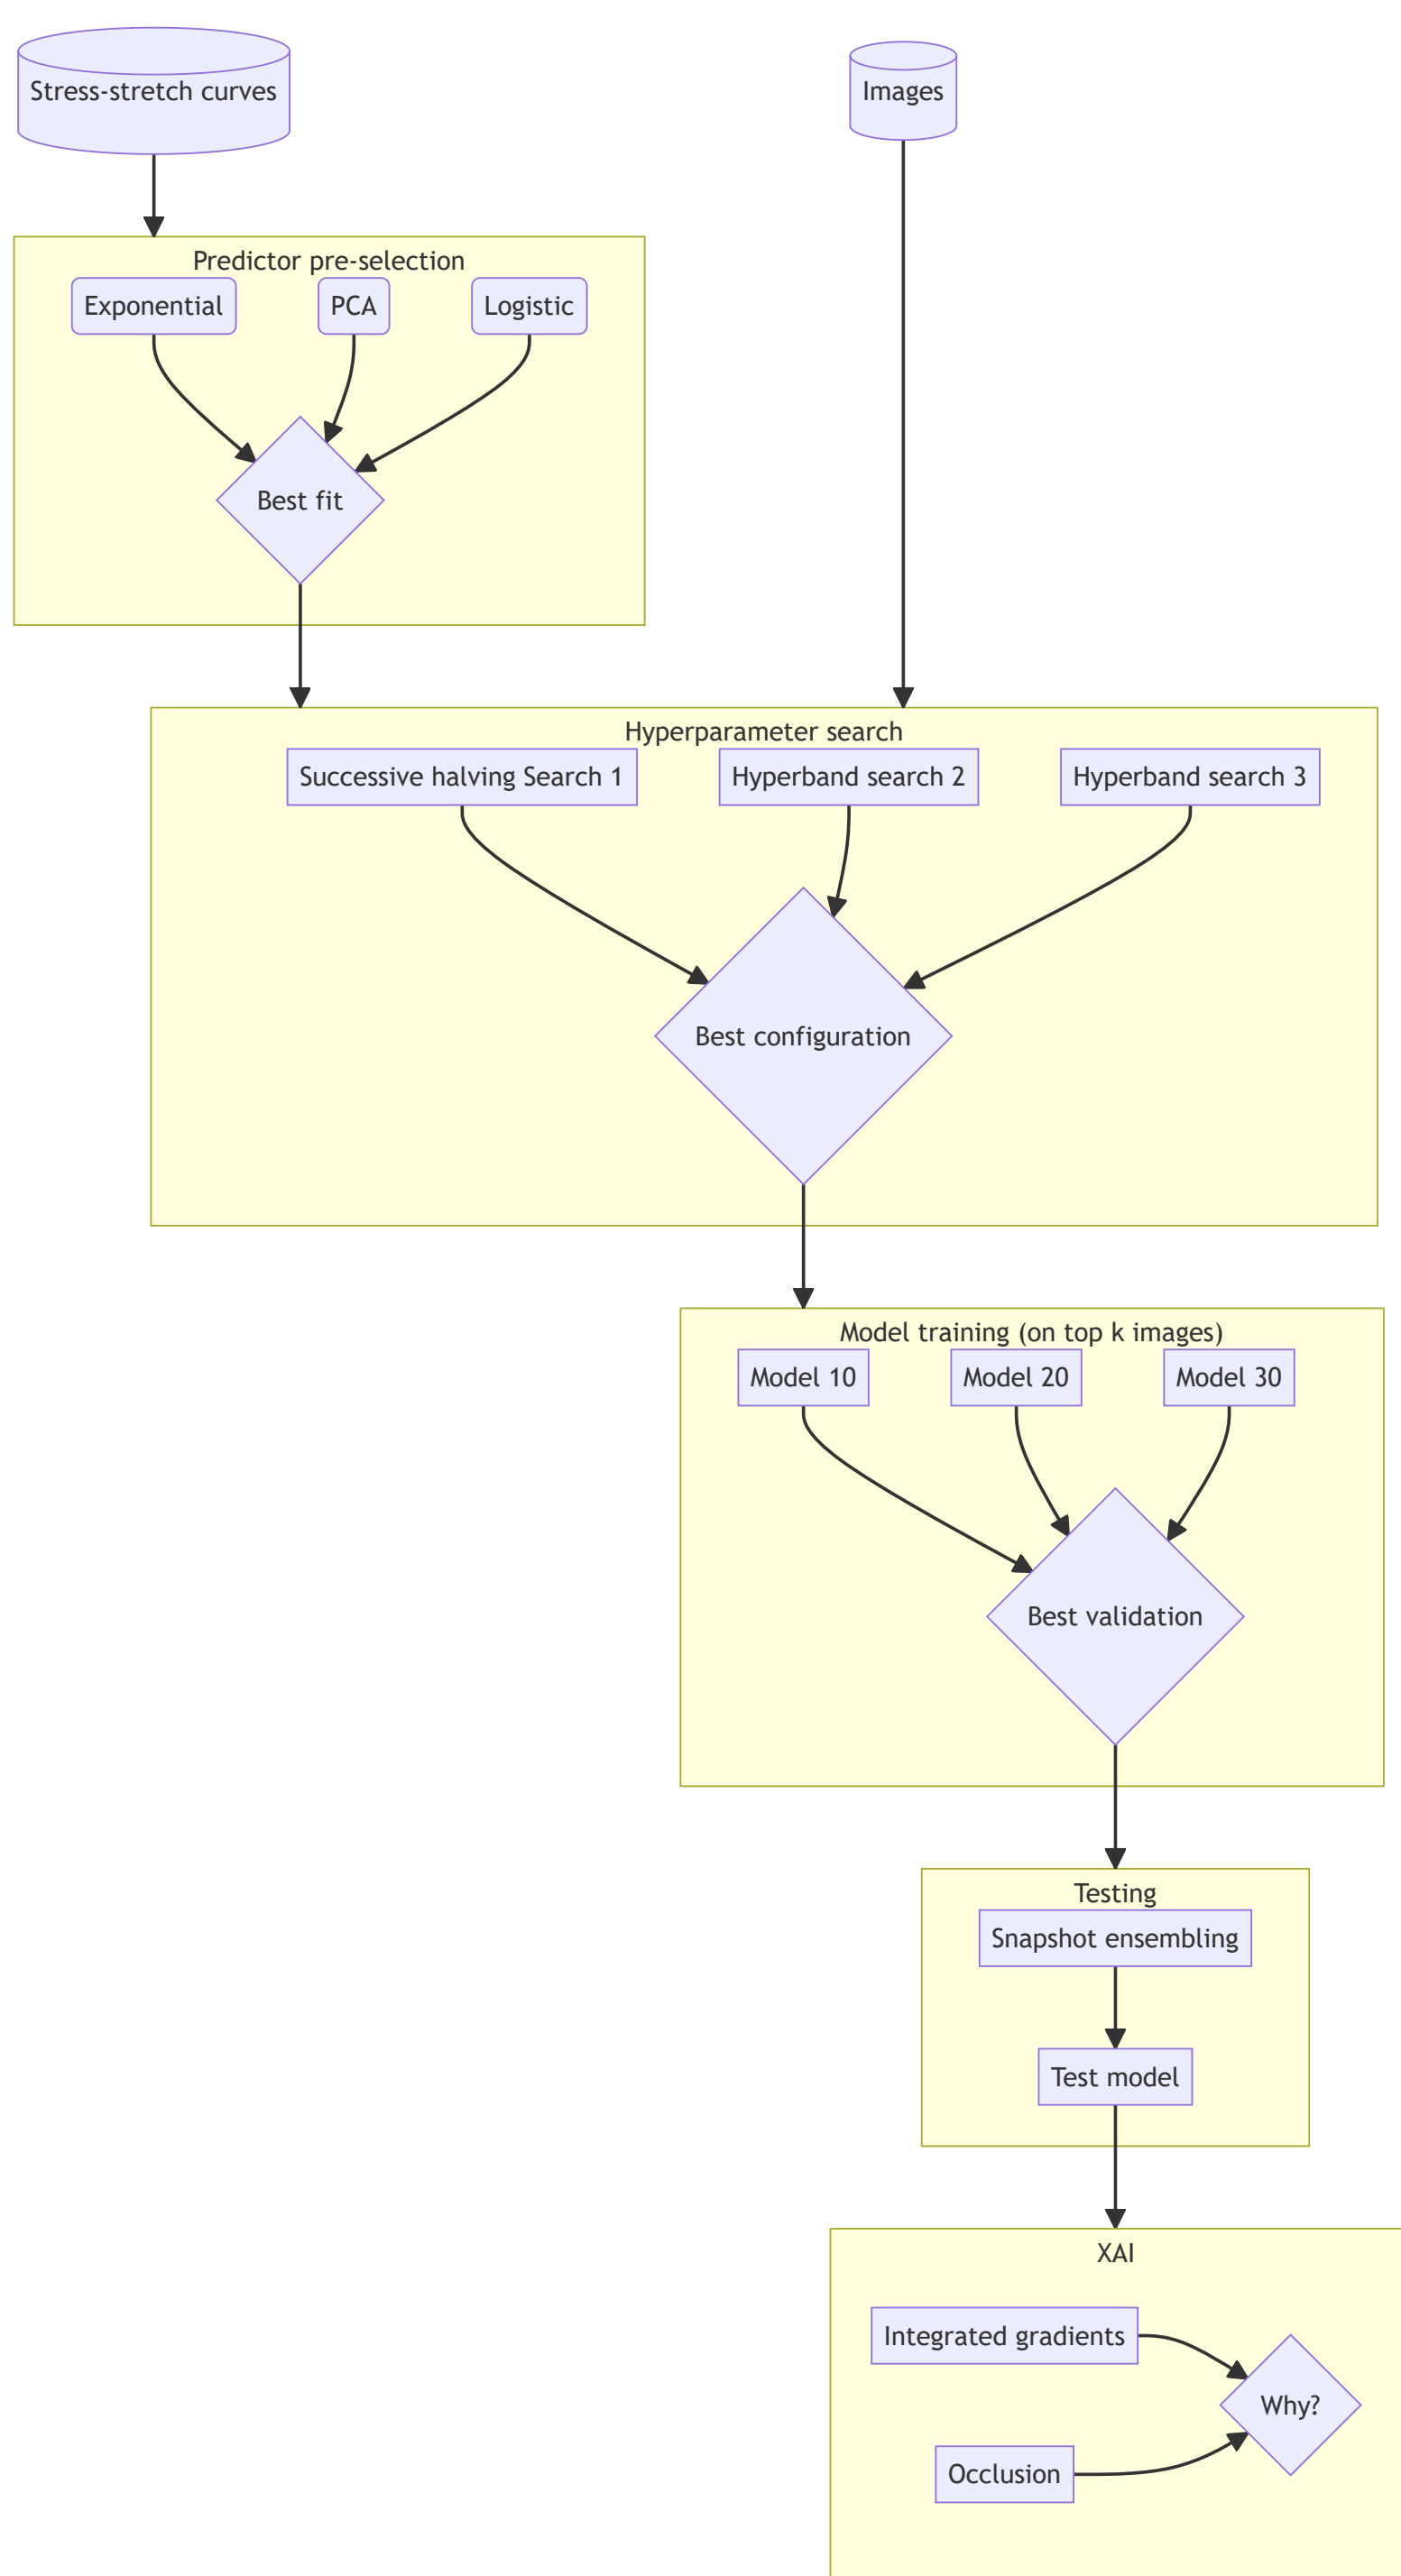 Stress-stretch curves
Images
Predictor pre-selection
Exponential
PCA
Logistic
Best fit
Hyperparameter search
Successive halving Search 1
Hyperband search 2
Hyperband search 3
Best configuration
Model training (on top k images)
Model 10
Model 20
Model 30
Best validation
Testing
Snapshot ensembling
Test model
XAI
Integrated gradients
Why?
Occlusion